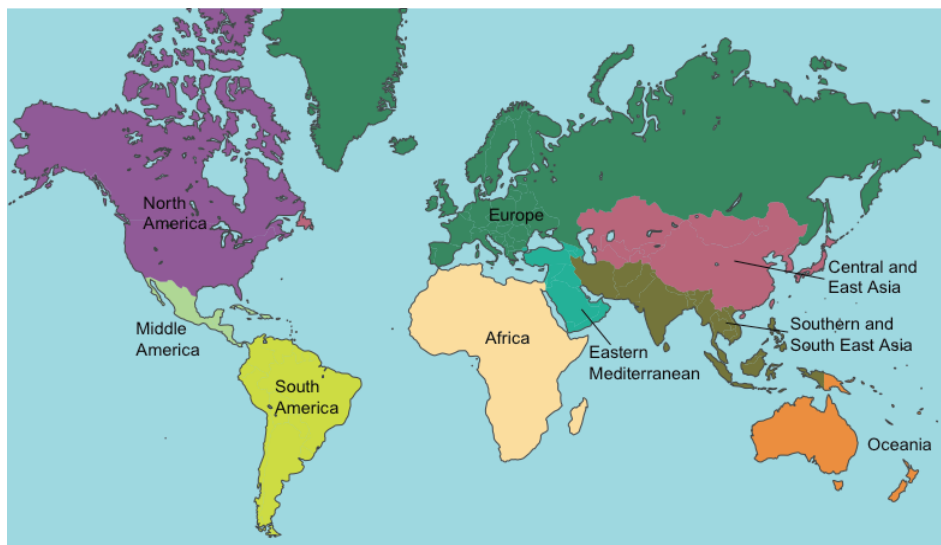 North
America
Europe
Central and
East Asia
Middle
America
Africa
Eastern
Mediterranean
Southern and
South East Asia
South
America
Oceania